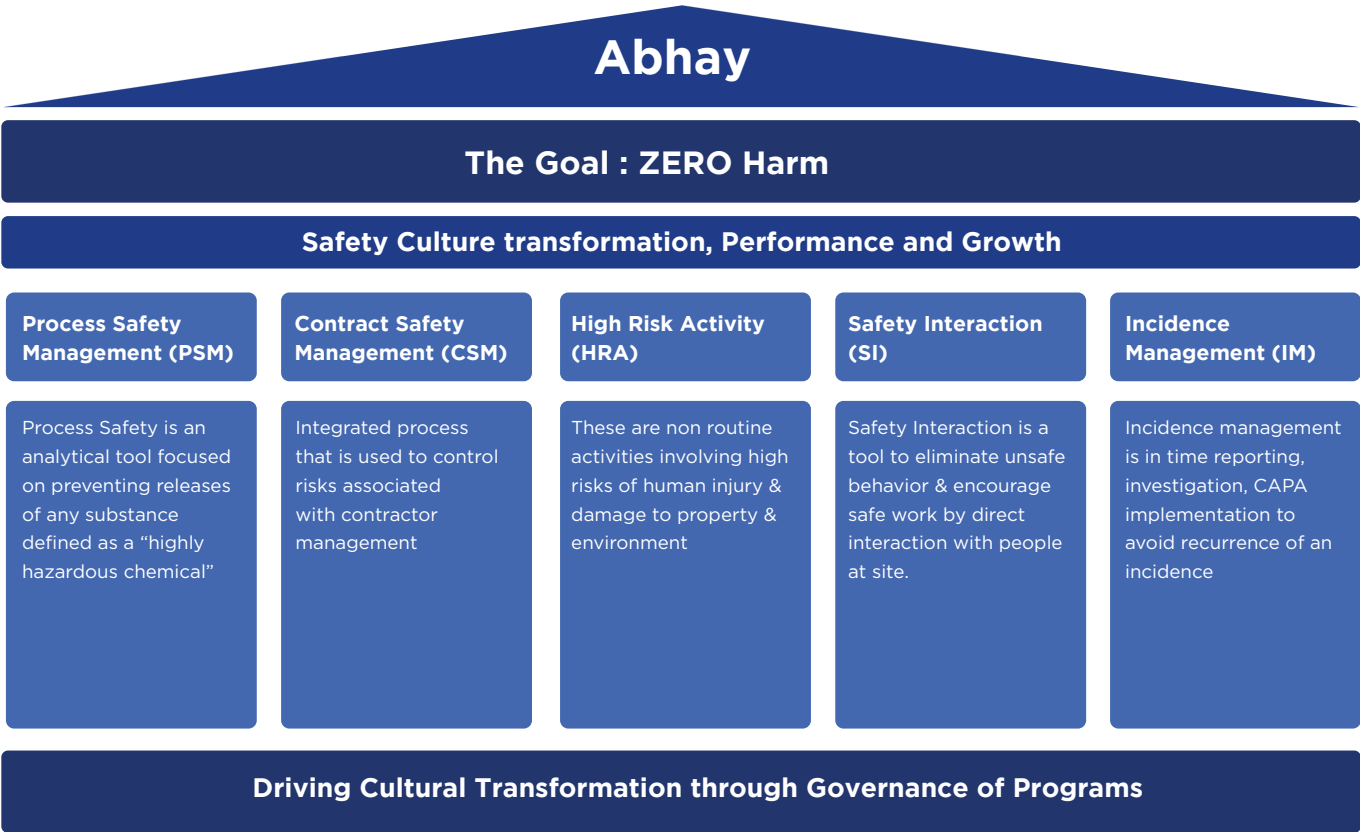 Abhay
The Goal : ZERO Harm
Safety Culture transformation, Performance and Growth
Process Safety
Management (PSM)
Contract Safety
Management (CSM)
High Risk Activity
(HRA)
Safety Interaction
(SI)
Incidence
Management (IM)
Process Safety is an
analytical tool focused
on preventing releases
of any substance
defined as a “highly
hazardous chemical”
Integrated process
that is used to control
risks associated
with contractor
management
These are non routine
activities involving high
risks of human injury &
damage to property &
environment
Safety Interaction is a
tool to eliminate unsafe
behavior & encourage
safe work by direct
interaction with people
at site.
Incidence management
is in time reporting,
investigation, CAPA
implementation to
avoid recurrence of an
incidence
Driving Cultural Transformation through Governance of Programs